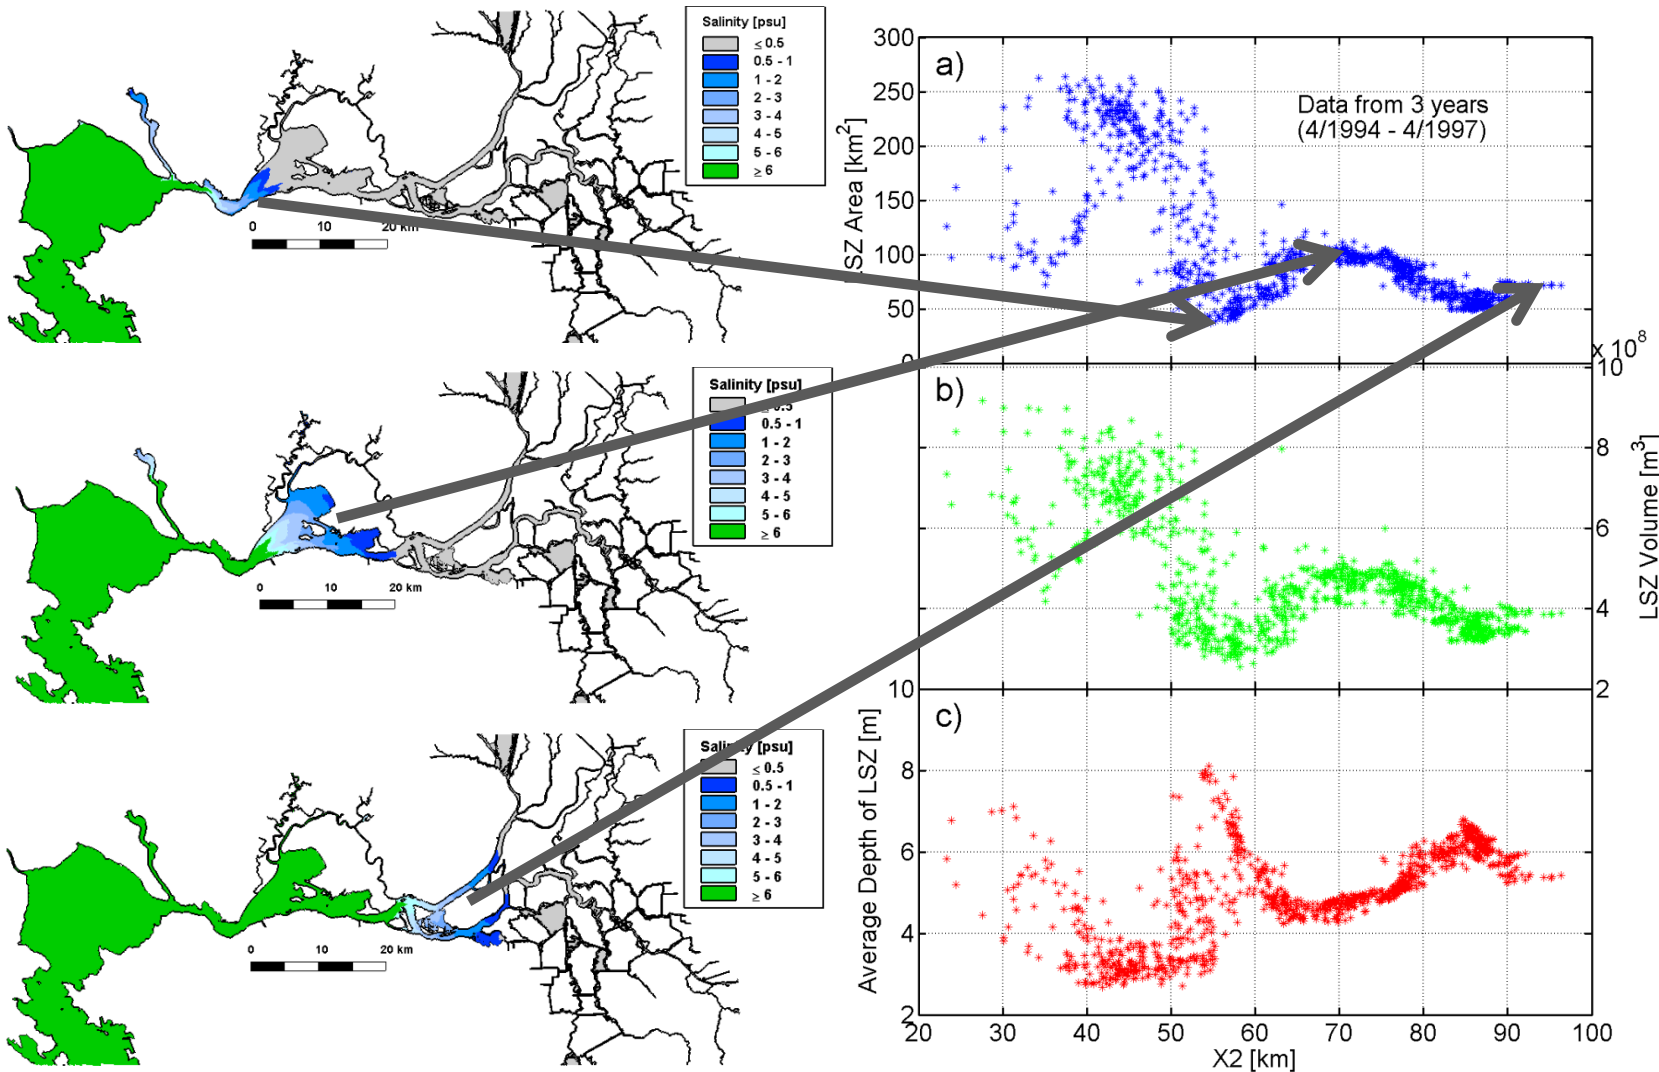 Salinity [psu]
≤ 0.5
0.5 - 1
1 - 2
2 - 3
3 - 4
4 - 5
5 - 6
≥ 6
0 10 20 km
Salinity [psu]
≤ 0.5
0.5 - 1
1 - 2
2 - 3
3 - 4
4 - 5
5 - 6
≥ 6
0 10 20 km
Salinity [psu]
≤ 0.5
0.5 - 1
1 - 2
2 - 3
3 - 4
4 - 5
5 - 6
≥ 6
0 10 20 km
a)
Data from 3 years
(4/1994 - 4/1997)
LSZ Area [km²]
300
250
200
150
100
50
0
x 10⁸
b)
10
8
6
4
2
LSZ Volume [m³]
c)
Average Depth of LSZ [m]
10
8
6
4
2
20 30 40 50 60 70 80 90 100
X2 [km]